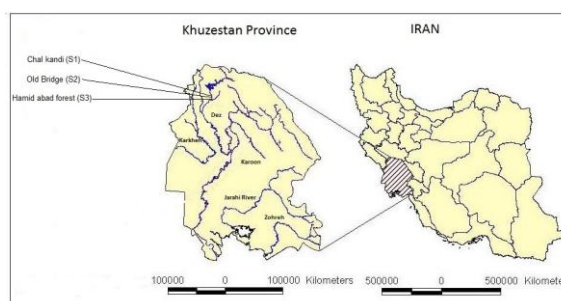 Khuzestan Province
IRAN
Chal kandi (S1)
Old Bridge (S2)
Hamid abad forest (S3)
Dez
Karkheh
Karoon
Jarahi River
Zohreh
100000 0 100000 Kilometers
500000 0 500000 Kilometers